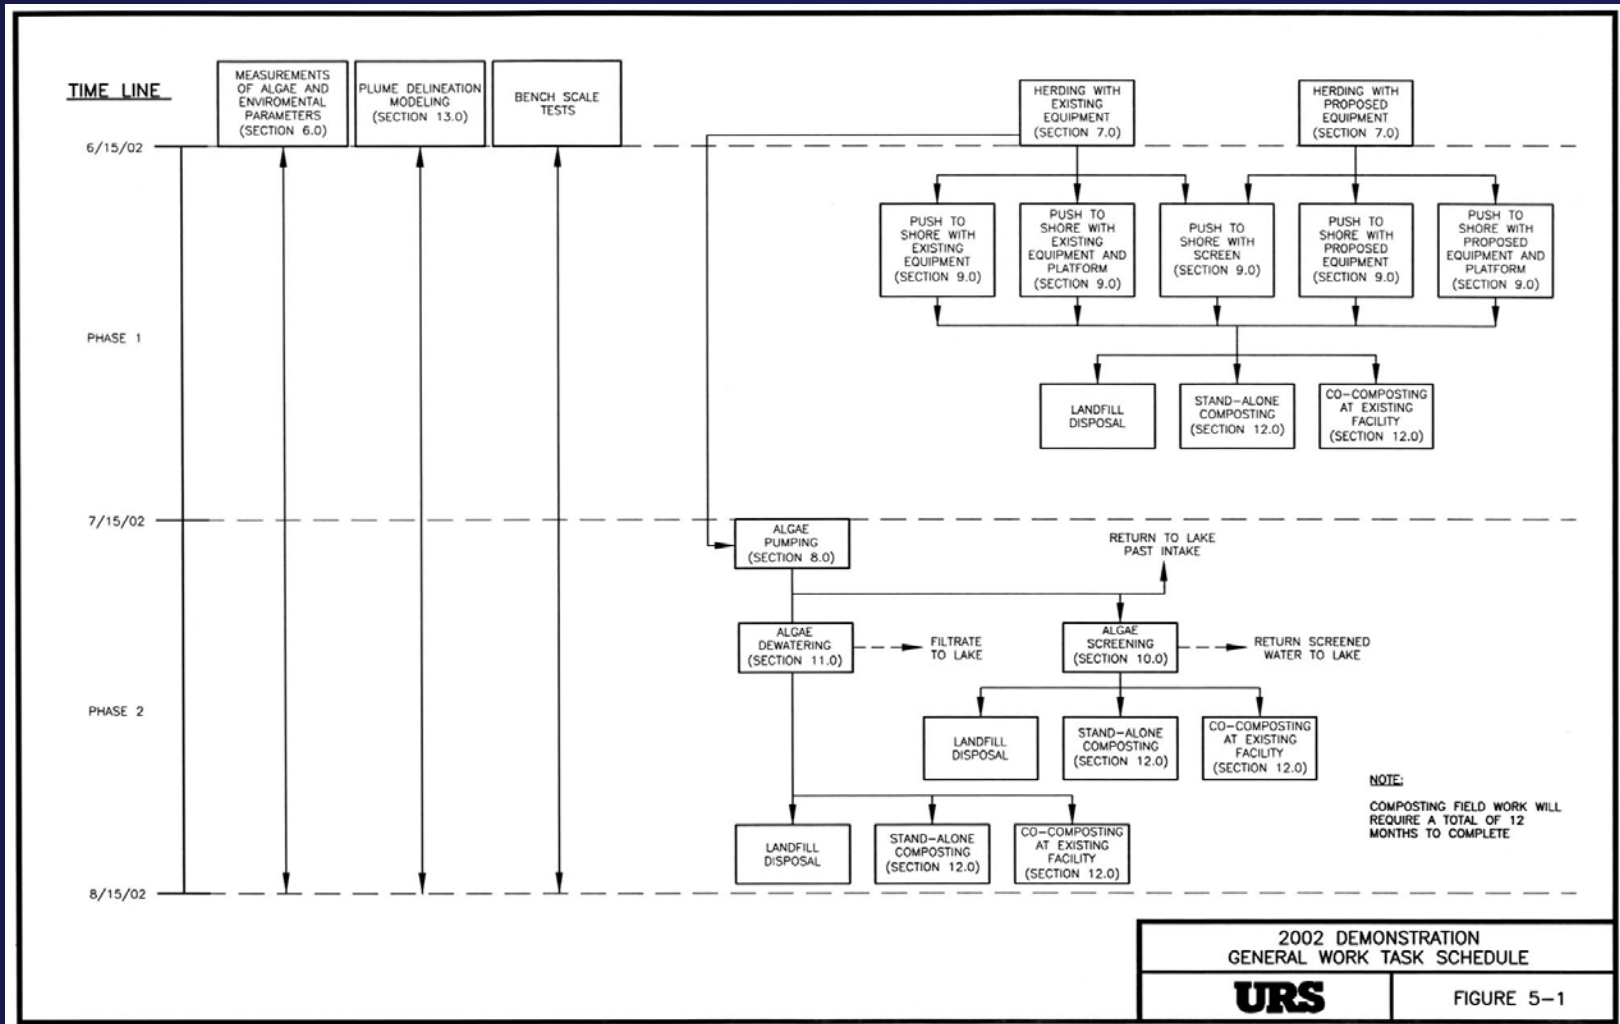 TIME LINE
MEASUREMENTS
OF ALGAE AND
ENVIROMENTAL
PARAMETERS
(SECTION 6.0)
PLUME DELINEATION
MODELING
(SECTION 13.0)
BENCH SCALE
TESTS
HERDING WITH
EXISTING
EQUIPMENT
(SECTION 7.0)
HERDING WITH
PROPOSED
EQUIPMENT
(SECTION 7.0)
6/15/02
PUSH TO
SHORE WITH
EXISTING
EQUIPMENT
(SECTION 9.0)
PUSH TO
SHORE WITH
EXISTING
EQUIPMENT AND
PLATFORM
(SECTION 9.0)
PUSH TO
SHORE WITH
SCREEN
(SECTION 9.0)
PUSH TO
SHORE WITH
PROPOSED
EQUIPMENT
(SECTION 9.0)
PUSH TO
SHORE WITH
PROPOSED
EQUIPMENT AND
PLATFORM
(SECTION 9.0)
PHASE 1
LANDFILL
DISPOSAL
STAND-ALONE
COMPOSTING
(SECTION 12.0)
CO-COMPOSTING
AT EXISTING
FACILITY
(SECTION 12.0)
7/15/02
ALGAE
PUMPING
(SECTION 8.0)
RETURN TO LAKE
PAST INTAKE
ALGAE
DEWATERING
(SECTION 11.0)
FILTRATE
TO LAKE
ALGAE
SCREENING
(SECTION 10.0)
RETURN SCREENED
WATER TO LAKE
PHASE 2
LANDFILL
DISPOSAL
STAND-ALONE
COMPOSTING
(SECTION 12.0)
CO-COMPOSTING
AT EXISTING
FACILITY
(SECTION 12.0)
NOTE:
COMPOSTING FIELD WORK WILL
REQUIRE A TOTAL OF 12
MONTHS TO COMPLETE
LANDFILL
DISPOSAL
STAND-ALONE
COMPOSTING
(SECTION 12.0)
CO-COMPOSTING
AT EXISTING
FACILITY
(SECTION 12.0)
8/15/02
2002 DEMONSTRATION
GENERAL WORK TASK SCHEDULE
URS
FIGURE 5-1